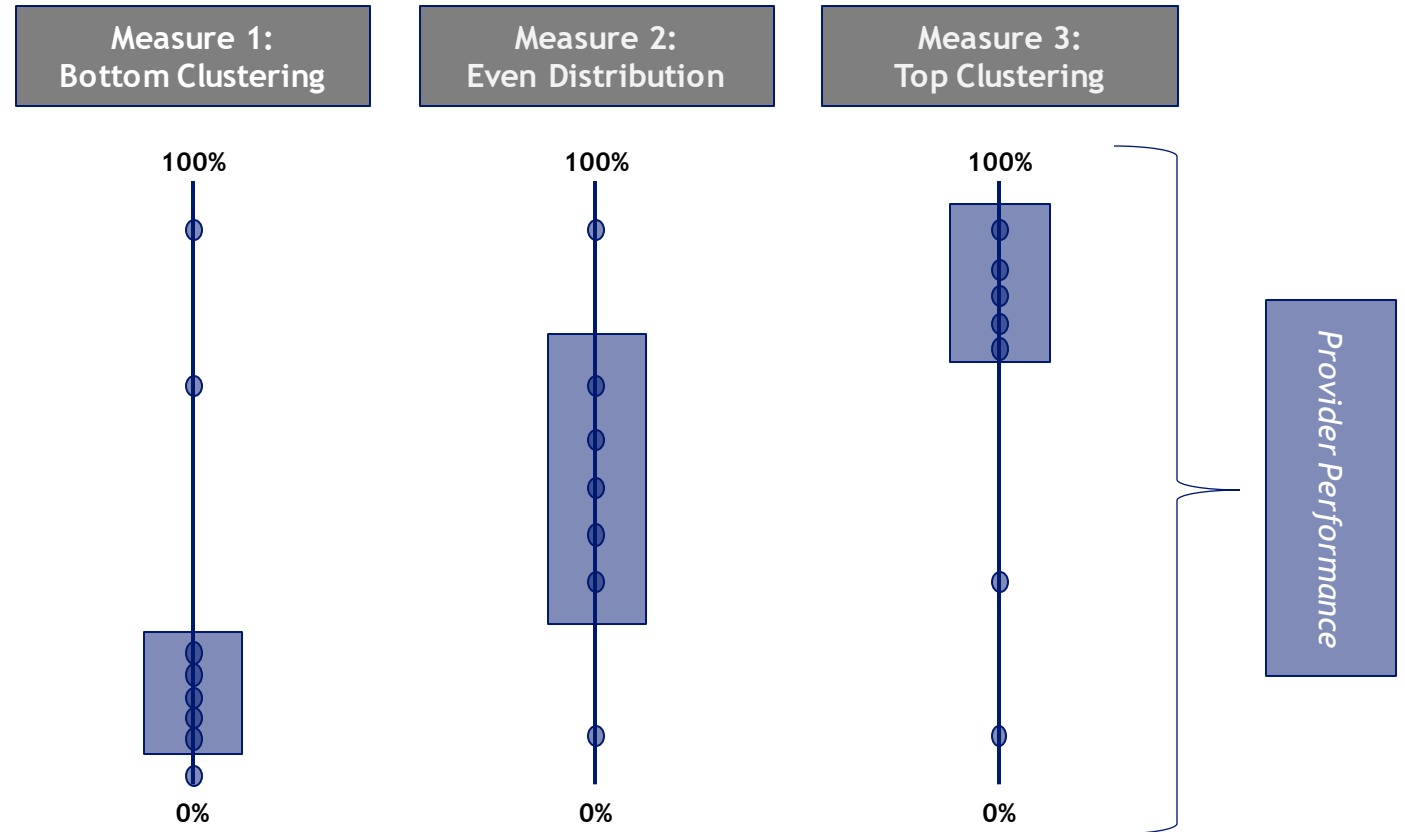 Measure 1:
Bottom Clustering
Measure 2:
Even Distribution
Measure 3:
Top Clustering
100%
100%
100%
Provider Performance
0%
0%
0%